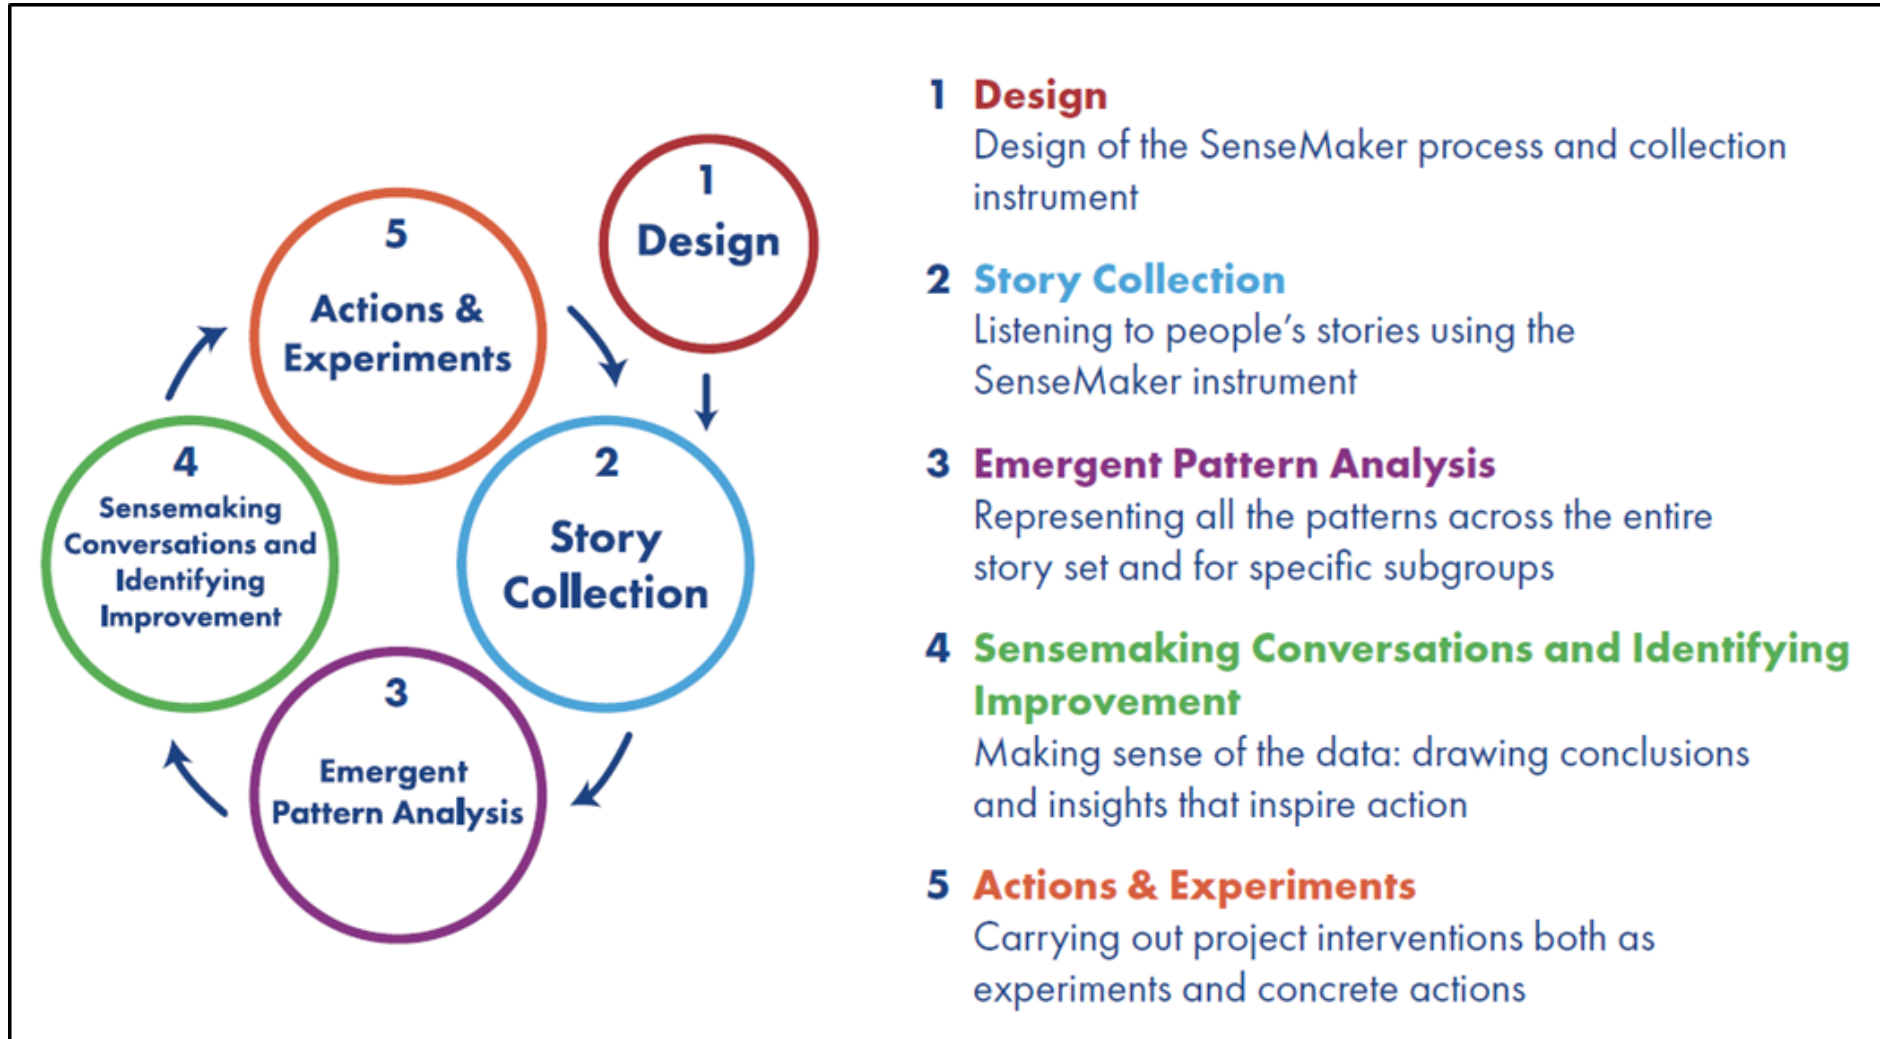 1
Design
5
Actions &
Experiments
4
Sensemaking
Conversations and
Identifying
Improvement
2
Story
Collection
3
Emergent
Pattern Analysis
1 Design
Design of the SenseMaker process and collection
instrument
2 Story Collection
Listening to people’s stories using the
SenseMaker instrument
3 Emergent Pattern Analysis
Representing all the patterns across the entire
story set and for specific subgroups
4 Sensemaking Conversations and Identifying
Improvement
Making sense of the data: drawing conclusions
and insights that inspire action
5 Actions & Experiments
Carrying out project interventions both as
experiments and concrete actions